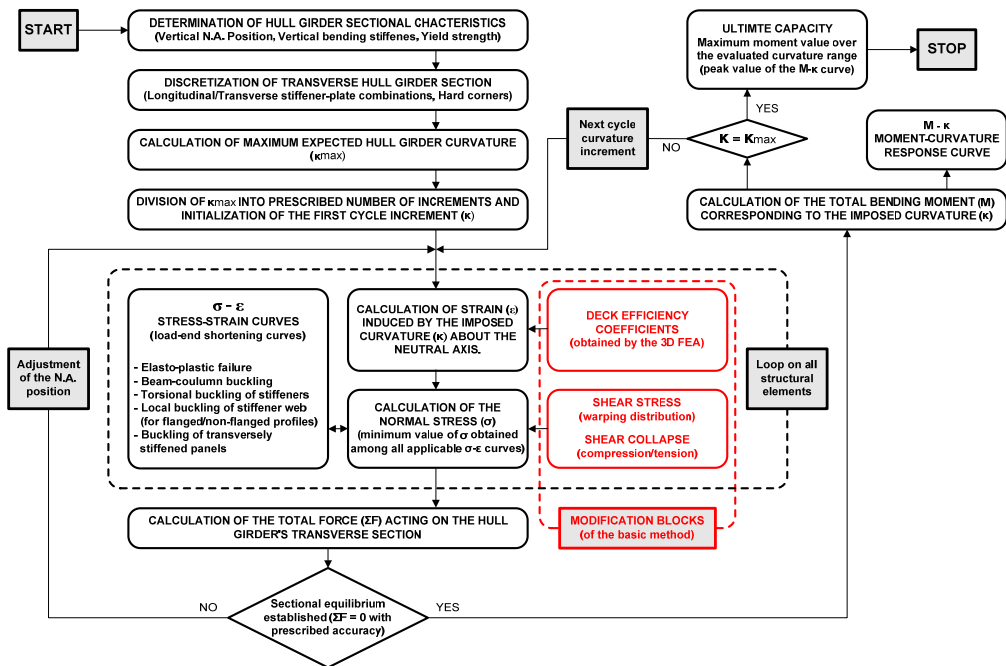 START
DETERMINATION OF HULL GIRDER SECTIONAL CHACTERISTICS
(Vertical N.A. Position, Vertical bending stiffenes, Yield strength)
DISCRETIZATION OF TRANSVERSE HULL GIRDER SECTION
(Longitudinal/Transverse stiffener-plate combinations, Hard corners)
CALCULATION OF MAXIMUM EXPECTED HULL GIRDER CURVATURE
(κmax)
DIVISION OF κmax INTO PRESCRIBED NUMBER OF INCREMENTS AND
INITIALIZATION OF THE FIRST CYCLE INCREMENT (κ)
Next cycle
curvature
increment
ULTIMTE CAPACITY
Maximum moment value over
the evaluated curvature range
(peak value of the M-κ curve)
STOP
YES
NO
K = Kmax
M - κ
MOMENT-CURVATURE
RESPONSE CURVE
CALCULATION OF THE TOTAL BENDING MOMENT (M)
CORRESPONDING TO THE IMPOSED CURVATURE (κ)
Adjustment
of the N.A.
position
σ - ε
STRESS-STRAIN CURVES
(load-end shortening curves)
- Elasto-plastic failure
- Beam-coulumn buckling
- Torsional buckling of stiffeners
- Local buckling of stiffener web
(for flanged/non-flanged profiles)
- Buckling of transversely
stiffened panels
CALCULATION OF STRAIN (ε)
INDUCED BY THE IMPOSED
CURVATURE (κ) ABOUT THE
NEUTRAL AXIS.
CALCULATION OF THE
NORMAL STRESS (σ)
(minimum value of σ obtained
among all applicable σ-ε curves)
DECK EFFICIENCY
COEFFICIENTS
(obtained by the 3D FEA)
SHEAR STRESS
(warping distribution)
SHEAR COLLAPSE
(compression/tension)
Loop on all
structural
elements
CALCULATION OF THE TOTAL FORCE (ΣF) ACTING ON THE HULL
GIRDER'S TRANSVERSE SECTION
MODIFICATION BLOCKS
(of the basic method)
NO
Sectional equilibrium
established (ΣF = 0 with
prescribed accuracy)
YES